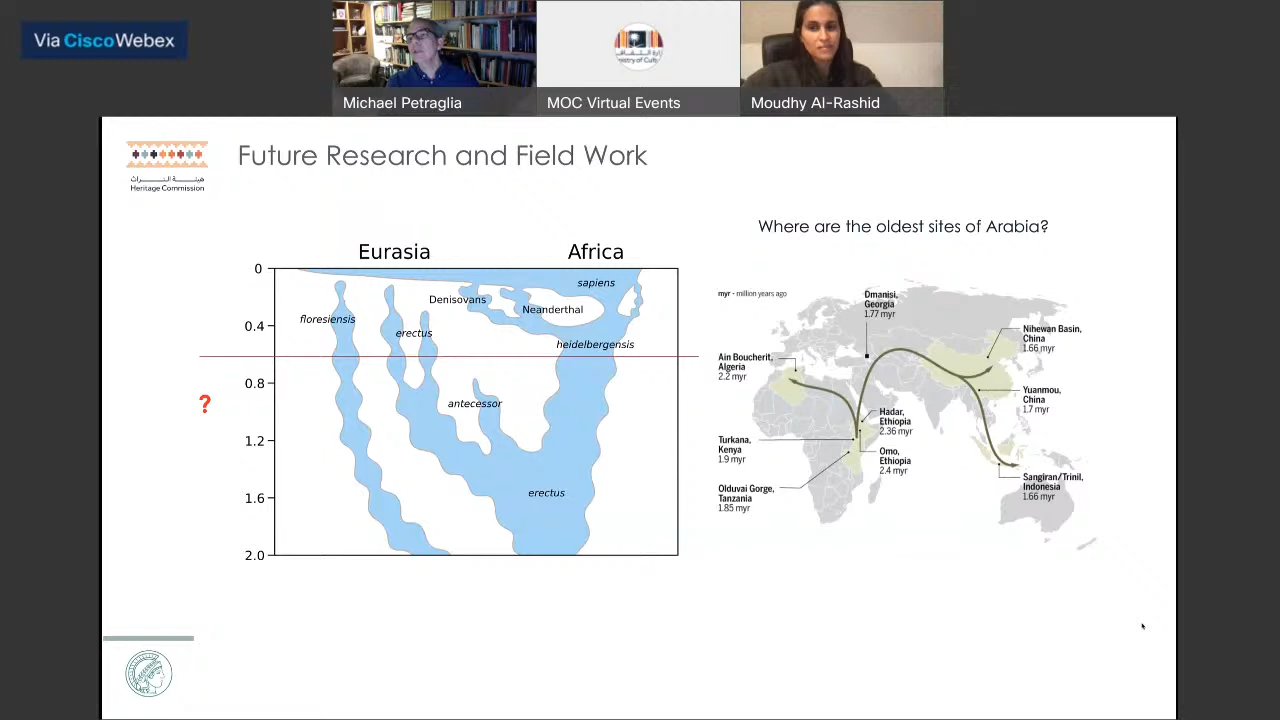 Via Cisco Webex
Michael Petraglia
MOC Virtual Events
Moudhy Al-Rashid
هيئة التراث
Heritage Commission
Future Research and Field Work
Where are the oldest sites of Arabia?
Eurasia
Africa
0
0.4
0.8
1.2
1.6
2.0
?
sapiens
Denisovans
Neanderthal
floresiensis
erectus
heidelbergensis
antecessor
erectus
myr - million years ago
Dmanisi,
Georgia
1.77 myr
Nihewan Basin,
China
1.66 myr
Ain Boucherit,
Algeria
2.2 myr
Yuanmou,
China
1.7 myr
Hadar,
Ethiopia
2.36 myr
Turkana,
Kenya
1.9 myr
Omo,
Ethiopia
2.4 myr
Sangiran/Trinil,
Indonesia
1.66 myr
Olduvai Gorge,
Tanzania
1.85 myr